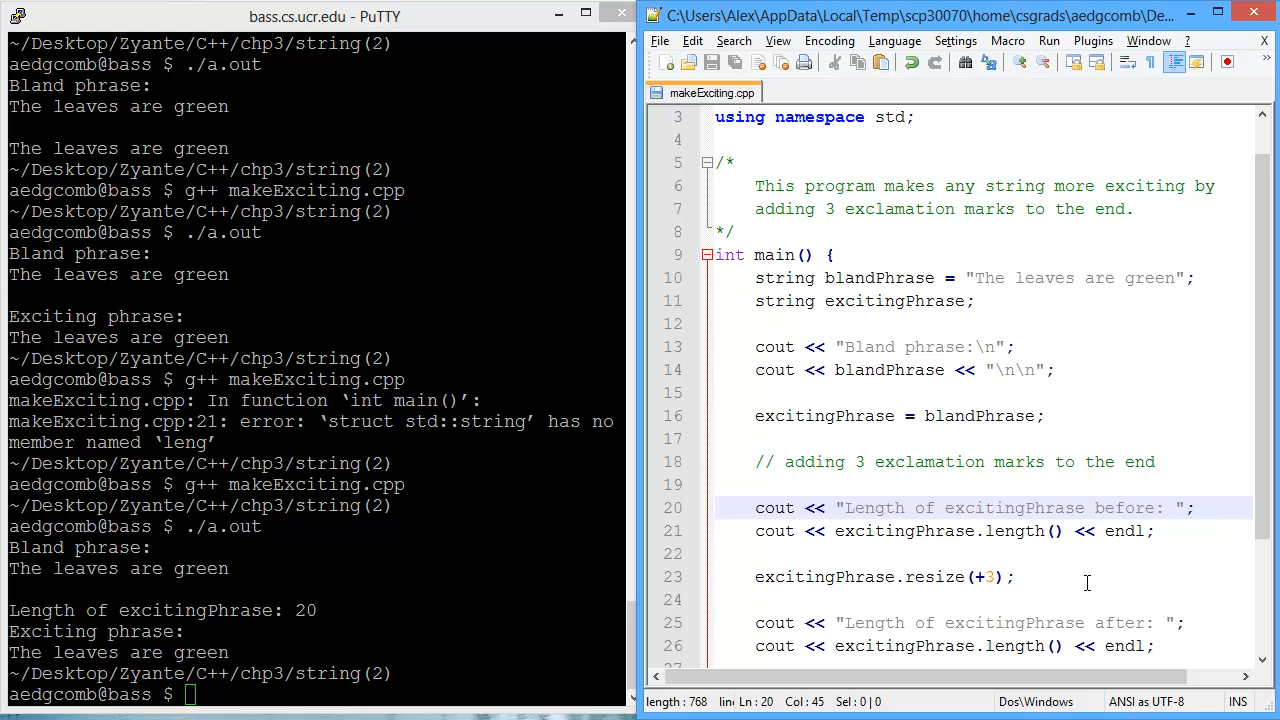 bass.cs.ucr.edu - PuTTY
~/Desktop/Zyante/C++/chp3/string(2)
aedgcomb@bass $ ./a.out
Bland phrase:
The leaves are green
The leaves are green
~/Desktop/Zyante/C++/chp3/string(2)
aedgcomb@bass $ g++ makeExciting.cpp
~/Desktop/Zyante/C++/chp3/string(2)
aedgcomb@bass $ ./a.out
Bland phrase:
The leaves are green
Exciting phrase:
The leaves are green
~/Desktop/Zyante/C++/chp3/string(2)
aedgcomb@bass $ g++ makeExciting.cpp
makeExciting.cpp: In function ‘int main()’:
makeExciting.cpp:21: error: ‘struct std::string’ has no
member named ‘leng’
~/Desktop/Zyante/C++/chp3/string(2)
aedgcomb@bass $ g++ makeExciting.cpp
~/Desktop/Zyante/C++/chp3/string(2)
aedgcomb@bass $ ./a.out
Bland phrase:
The leaves are green
Length of excitingPhrase: 20
Exciting phrase:
The leaves are green
~/Desktop/Zyante/C++/chp3/string(2)
aedgcomb@bass $
C:\Users\Alex\AppData\Local\Temp\scp30070\home\csgrads\aedgcomb\De...
File Edit Search View Encoding Language Settings Macro Run Plugins Window ? X
makeExciting.cpp
3 using namespace std;
4
5 /*
6 This program makes any string more exciting by
7 adding 3 exclamation marks to the end.
8 */
9 int main() {
10 string blandPhrase = "The leaves are green";
11 string excitingPhrase;
12
13 cout << "Bland phrase:\n";
14 cout << blandPhrase << "\n\n";
15
16 excitingPhrase = blandPhrase;
17
18 // adding 3 exclamation marks to the end
19
20 cout << "Length of excitingPhrase before: ";
21 cout << excitingPhrase.length() << endl;
22
23 excitingPhrase.resize(+3);
24
25 cout << "Length of excitingPhrase after: ";
26 cout << excitingPhrase.length() << endl;
27
length : 768 line Ln : 20 Col : 45 Sel : 0 | 0 Dos\Windows ANSI as UTF-8 INS